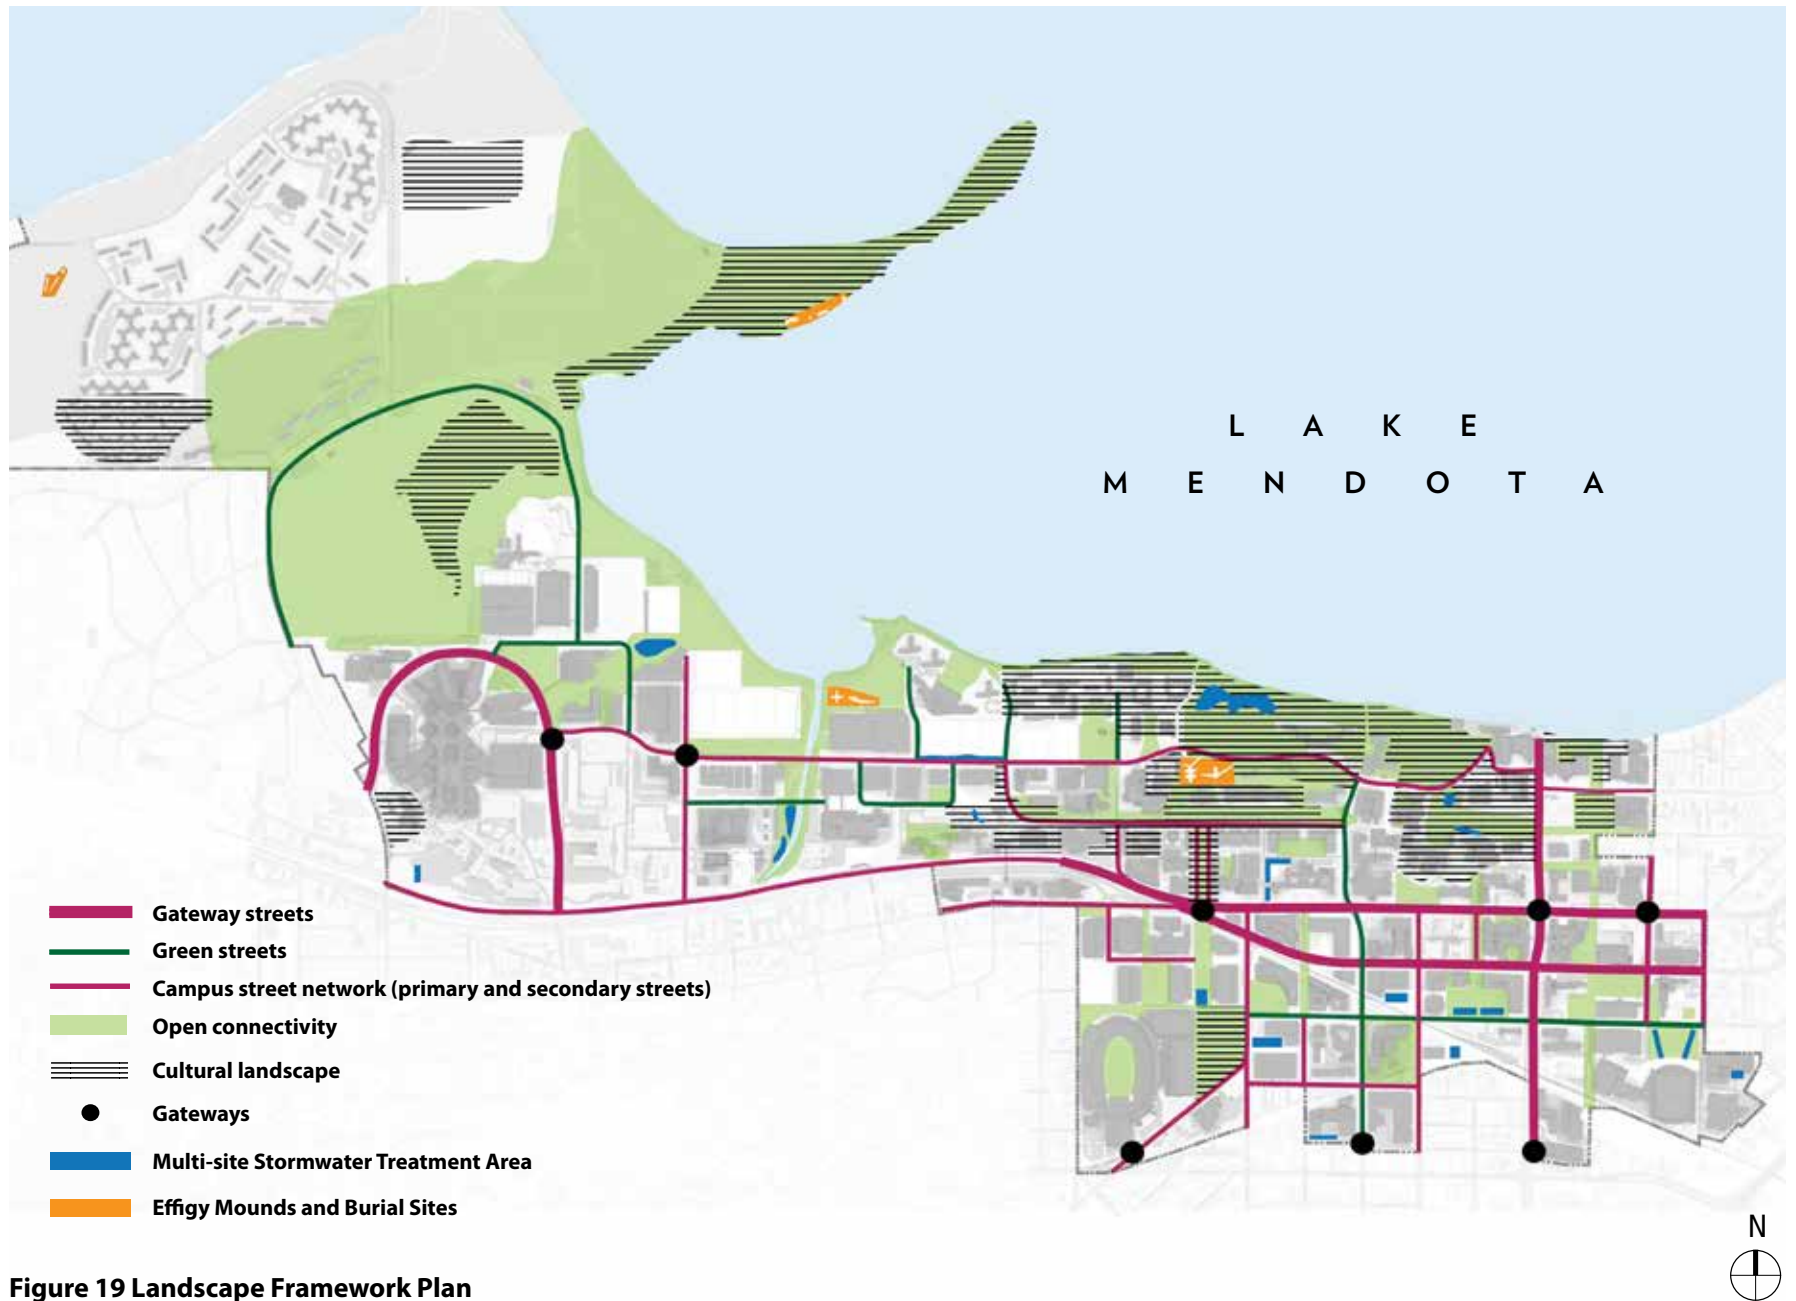 L A K E
M E N D O T A
Gateway streets
Green streets
Campus street network (primary and secondary streets)
Open connectivity
Cultural landscape
Gateways
Multi-site Stormwater Treatment Area
Effigy Mounds and Burial Sites
N
Figure 19 Landscape Framework Plan